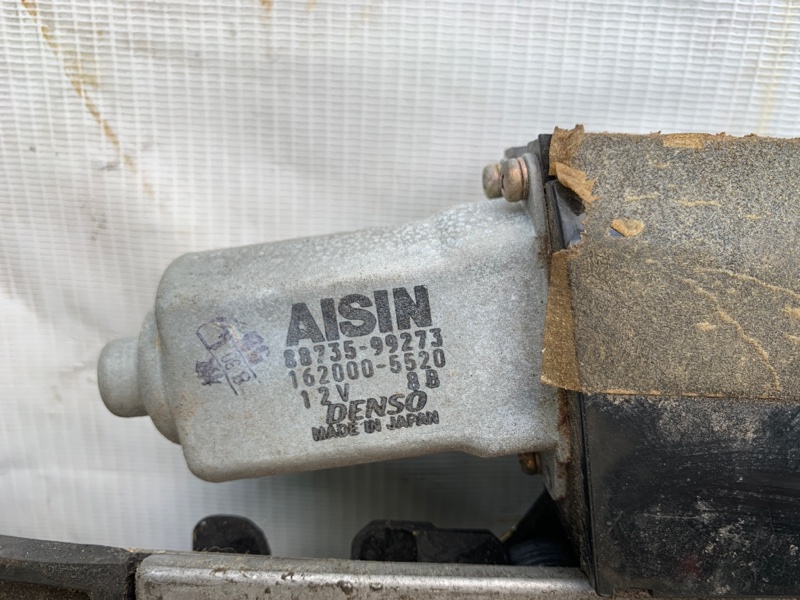 AISIN
88735-99273
162000-5520
12V 8B
DENSO
MADE IN JAPAN